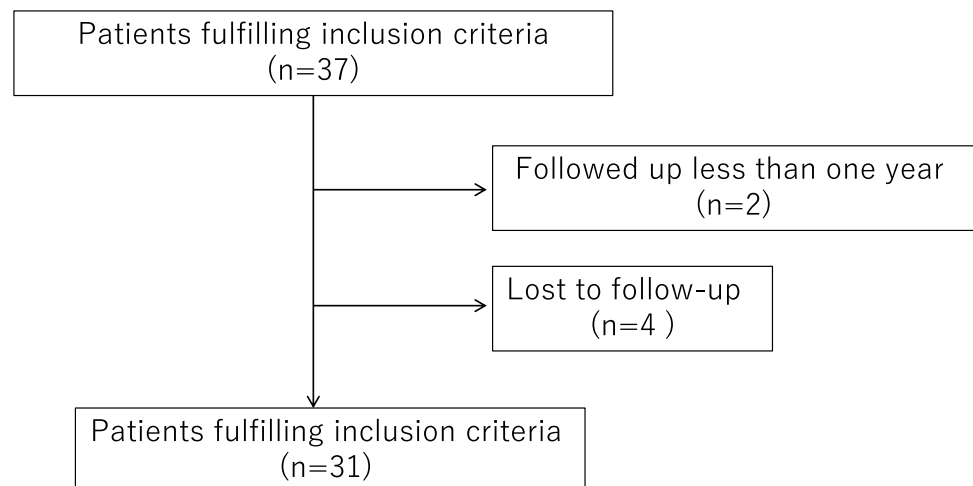 Patients fulfilling inclusion criteria
(n=37)
Followed up less than one year
(n=2)
Lost to follow-up
(n=4 )
Patients fulfilling inclusion criteria
(n=31)